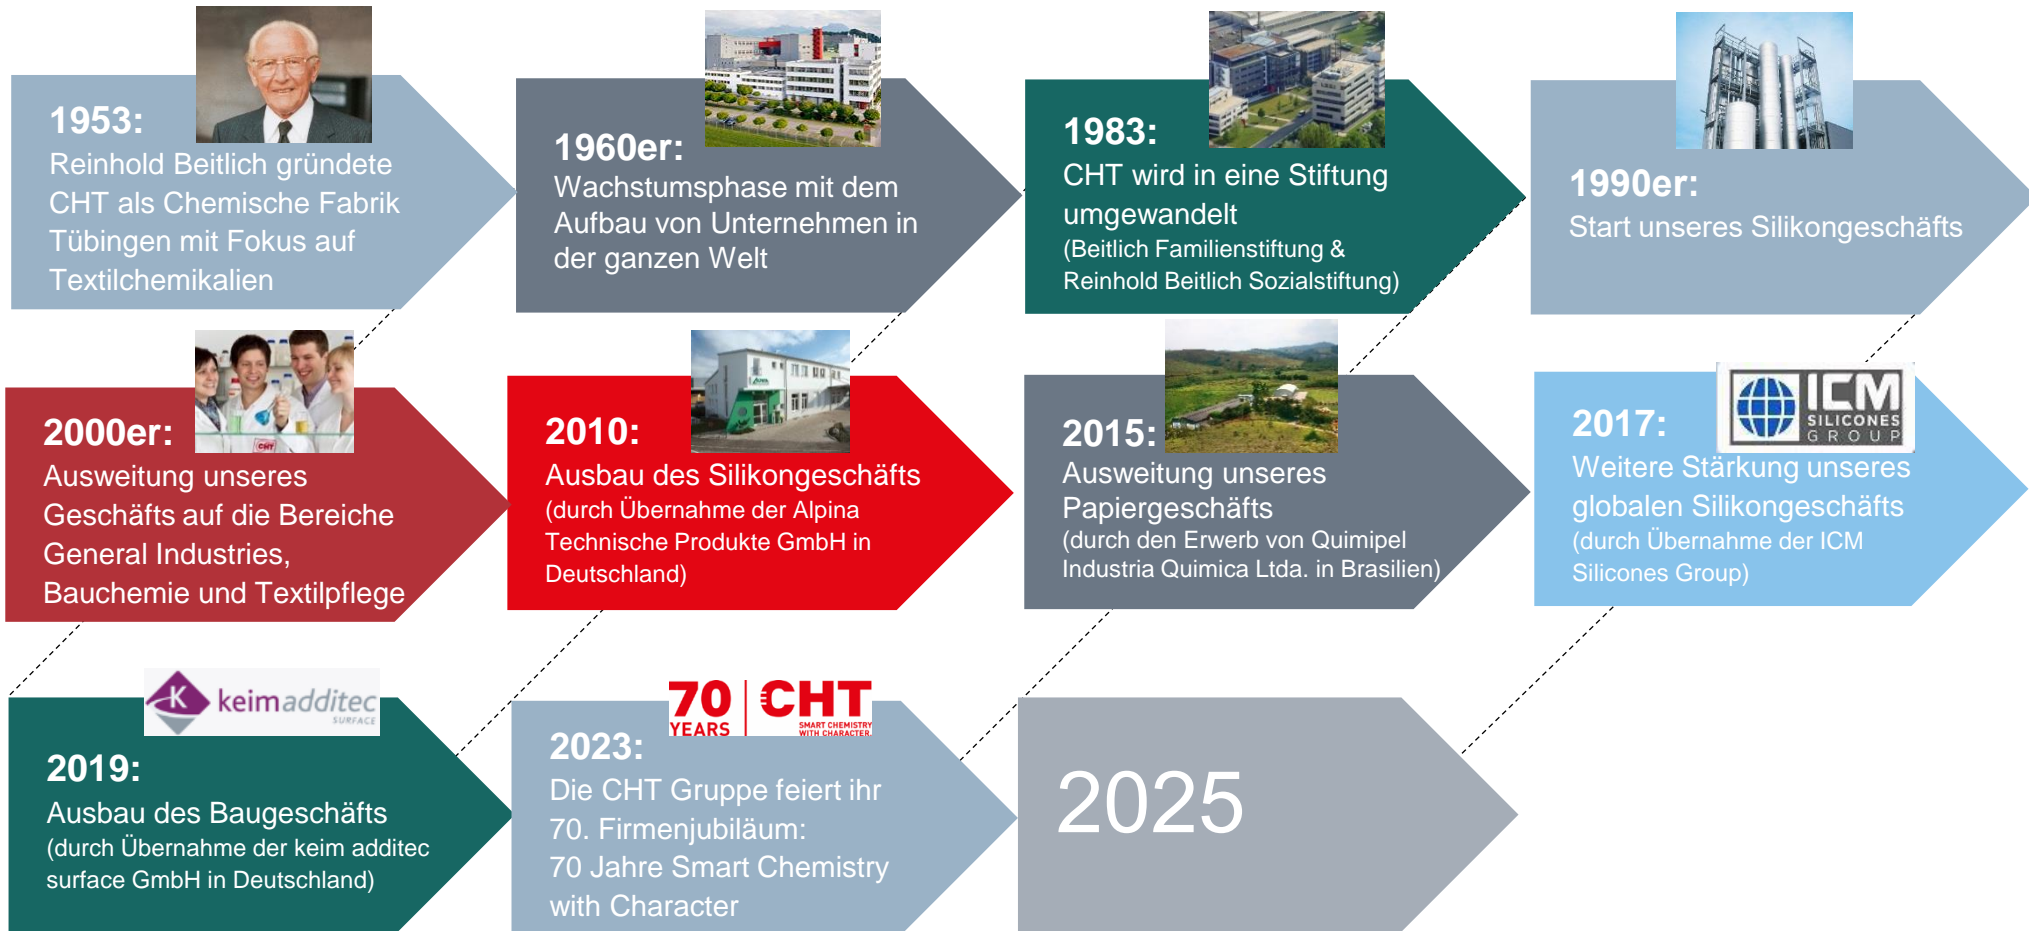 1953:
Reinhold Beitlich gründete
CHT als Chemische Fabrik
Tübingen mit Fokus auf
Textilchemikalien
1960er:
Wachstumsphase mit dem
Aufbau von Unternehmen in
der ganzen Welt
1983:
CHT wird in eine Stiftung
umgewandelt
(Beitlich Familienstiftung &
Reinhold Beitlich Sozialstiftung)
1990er:
Start unseres Silikongeschäfts
CHT
2000er:
Ausweitung unseres
Geschäfts auf die Bereiche
General Industries,
Bauchemie und Textilpflege
2010:
Ausbau des Silikongeschäfts
(durch Übernahme der Alpina
Technische Produkte GmbH in
Deutschland)
2015:
Ausweitung unseres
Papiergeschäfts
(durch den Erwerb von Quimipel
Industria Quimica Ltda. in Brasilien)
ICM
SILICONES
GROUP
2017:
Weitere Stärkung unseres
globalen Silikongeschäfts
(durch Übernahme der ICM
Silicones Group)
K keimadditec
SURFACE
2019:
Ausbau des Baugeschäfts
(durch Übernahme der keim additec
surface GmbH in Deutschland)
70
YEARS
CHT
SMART CHEMISTRY
WITH CHARACTER.
2023:
Die CHT Gruppe feiert ihr
70. Firmenjubiläum:
70 Jahre Smart Chemistry
with Character
2025